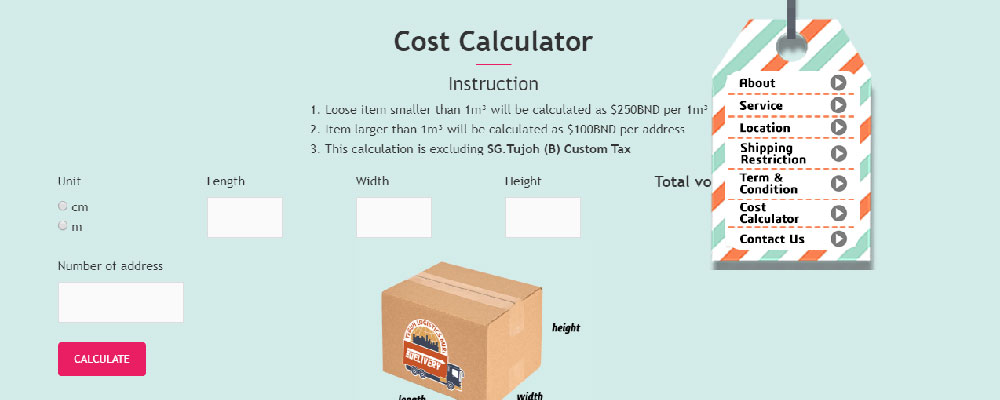 Cost Calculator
Instruction
1. Loose item smaller than 1m³ will be calculated as $250BND per 1m³
2. Item larger than 1m³ will be calculated as $100BND per address
3. This calculation is excluding SG.Tujoh (B) Custom Tax
Unit
Length
Width
Height
Total vo
cm
m
Number of address
CALCULATE
height
width
length
DELIVERY
About
Service
Location
Shipping
Restriction
Term &
Condition
Cost
Calculator
Contact Us